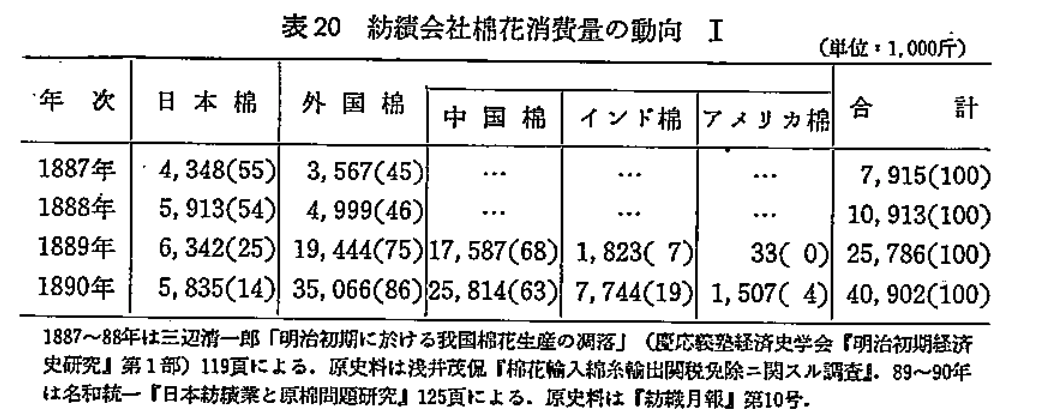 表20 紡績会社棉花消費量の動向 Ⅰ
(単位:1,000斤)
年次 日本棉 外国棉 中国棉 インド棉 アメリカ棉 合計
1887年 4,348(55) 3,567(45) … … … 7,915(100)
1888年 5,913(54) 4,999(46) … … … 10,913(100)
1889年 6,342(25) 19,444(75) 17,587(68) 1,823( 7) 33( 0) 25,786(100)
1890年 5,835(14) 35,066(86) 25,814(63) 7,744(19) 1,507( 4) 40,902(100)
1887~88年は三辺清一郎「明治初期に於ける我国棉花生産の凋落」(慶応義塾経済史学会『明治初期経済
史研究』第1部)119頁による.原史料は浅井茂侃『棉花輸入綿糸輸出関税免除ニ関スル調査』.89~90年
は名和統一『日本紡績業と原棉問題研究』125頁による.原史料は『紡織月報』第10号.